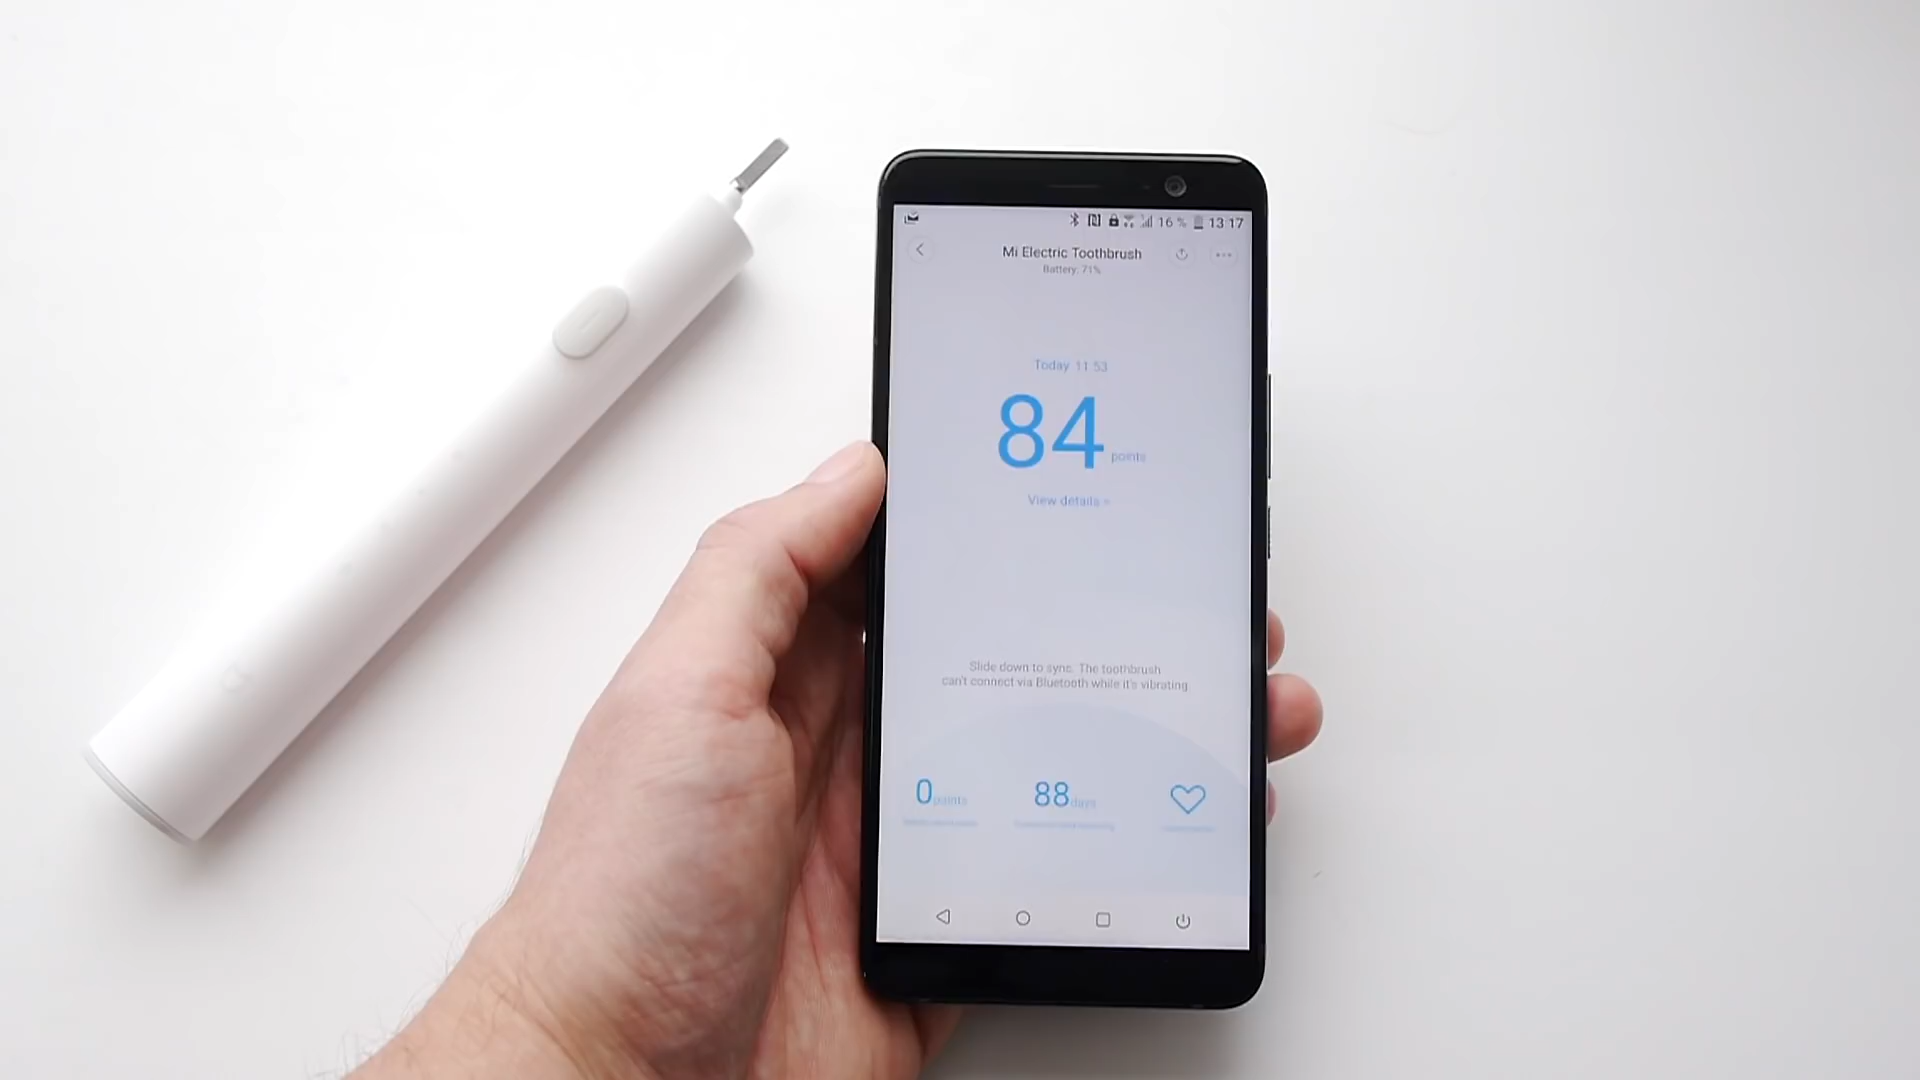 16 % 13 17
Mi Electric Toothbrush
Battery: 71%
Today 11 53
84 points
View details >
Slide down to sync. The toothbrush
can't connect via Bluetooth while it's vibrating
0 points 88 days